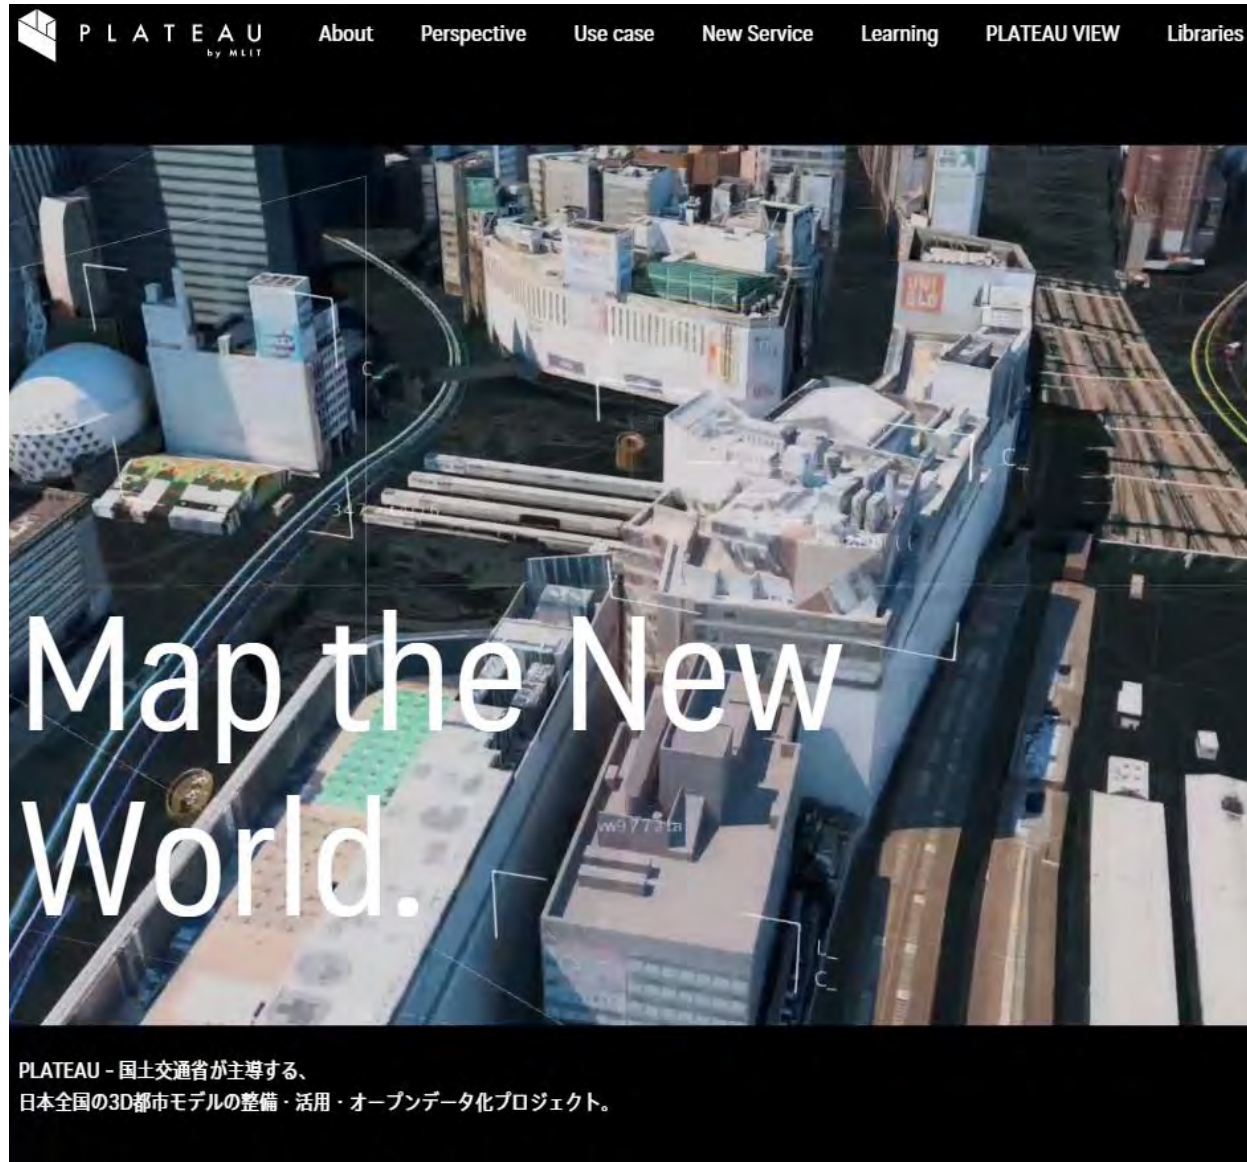 PLATEAU
by MLIT
About Perspective Use case New Service Learning PLATEAU VIEW Libraries
UNI
QLO
Map the New
World.
PLATEAU - 国土交通省が主導する、
日本全国の3D都市モデルの整備・活用・オープンデータ化プロジェクト。